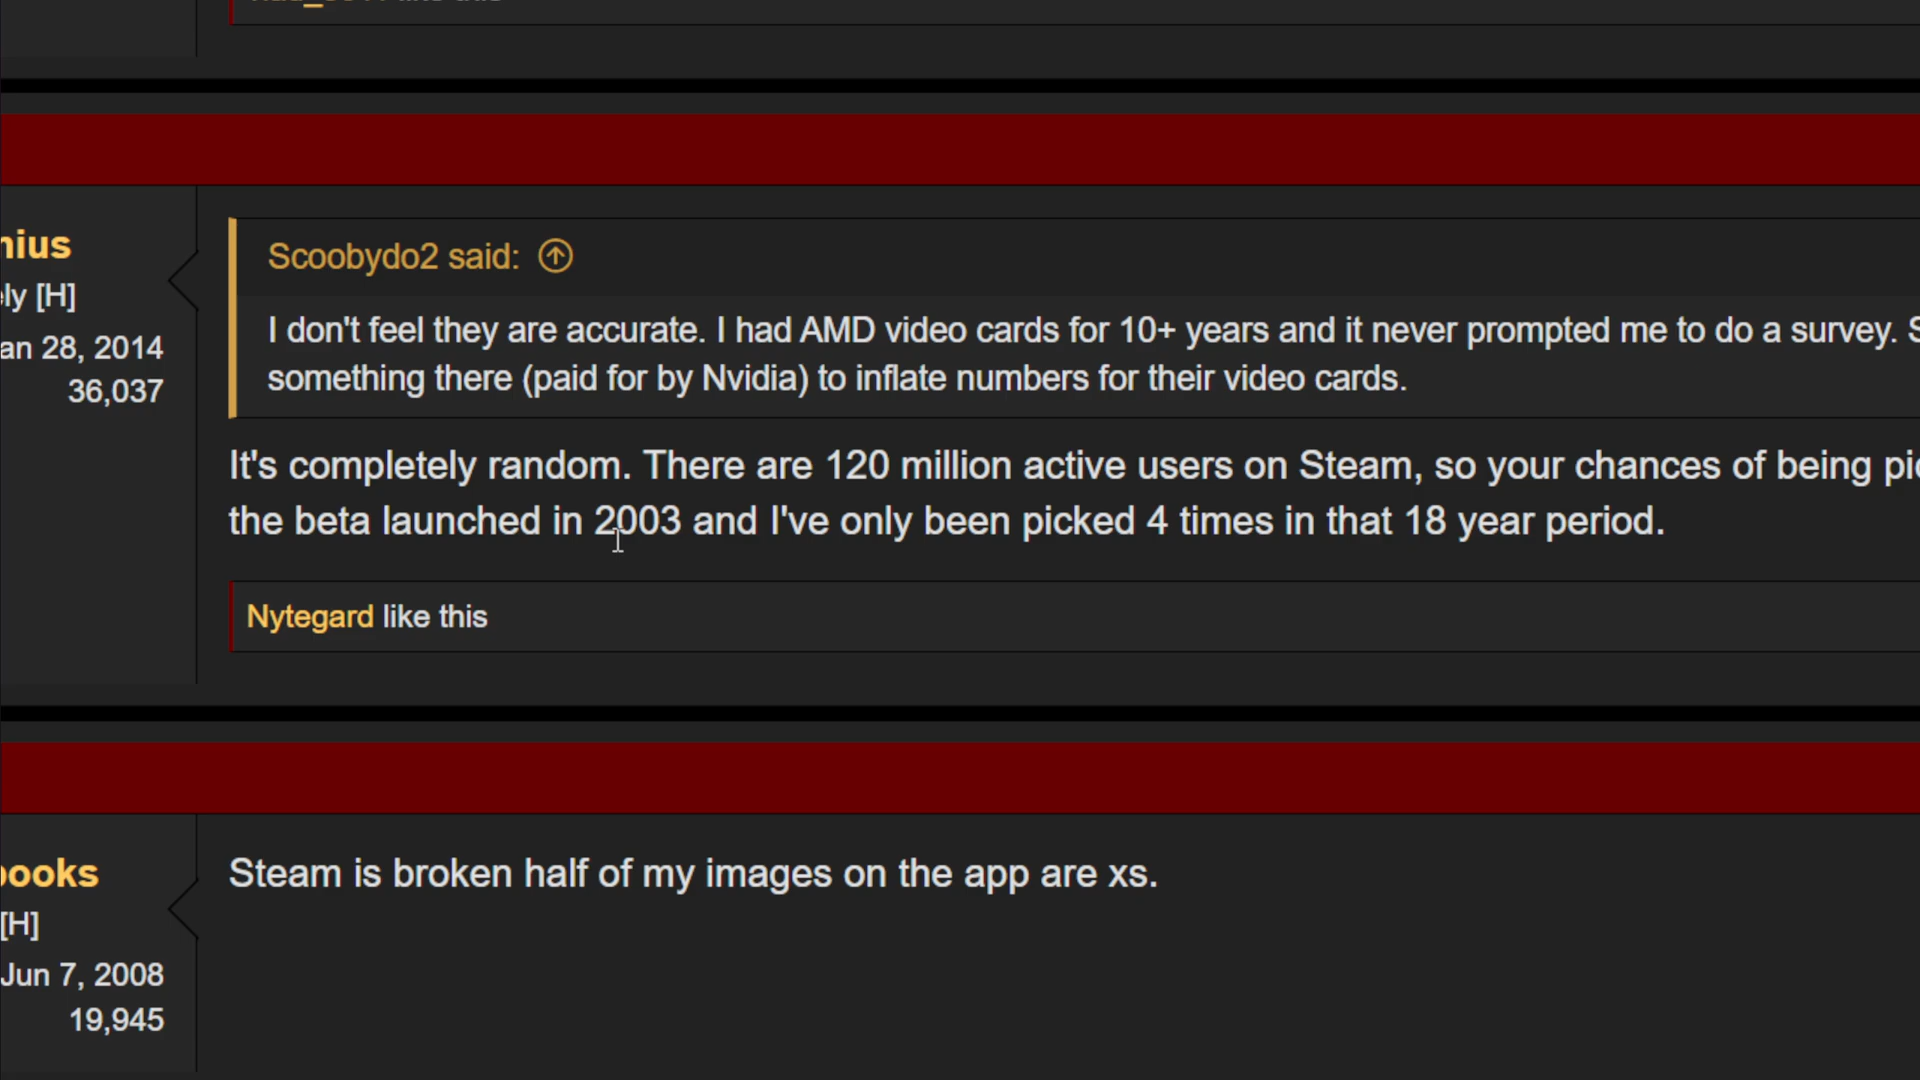 like this
nius
ely [H]
an 28, 2014
36,037
Scoobydo2 said:
I don't feel they are accurate. I had AMD video cards for 10+ years and it never prompted me to do a survey. S
something there (paid for by Nvidia) to inflate numbers for their video cards.
It's completely random. There are 120 million active users on Steam, so your chances of being pic
the beta launched in 2003 and I've only been picked 4 times in that 18 year period.
Nytegard like this
ooks
[H]
Jun 7, 2008
19,945
Steam is broken half of my images on the app are xs.